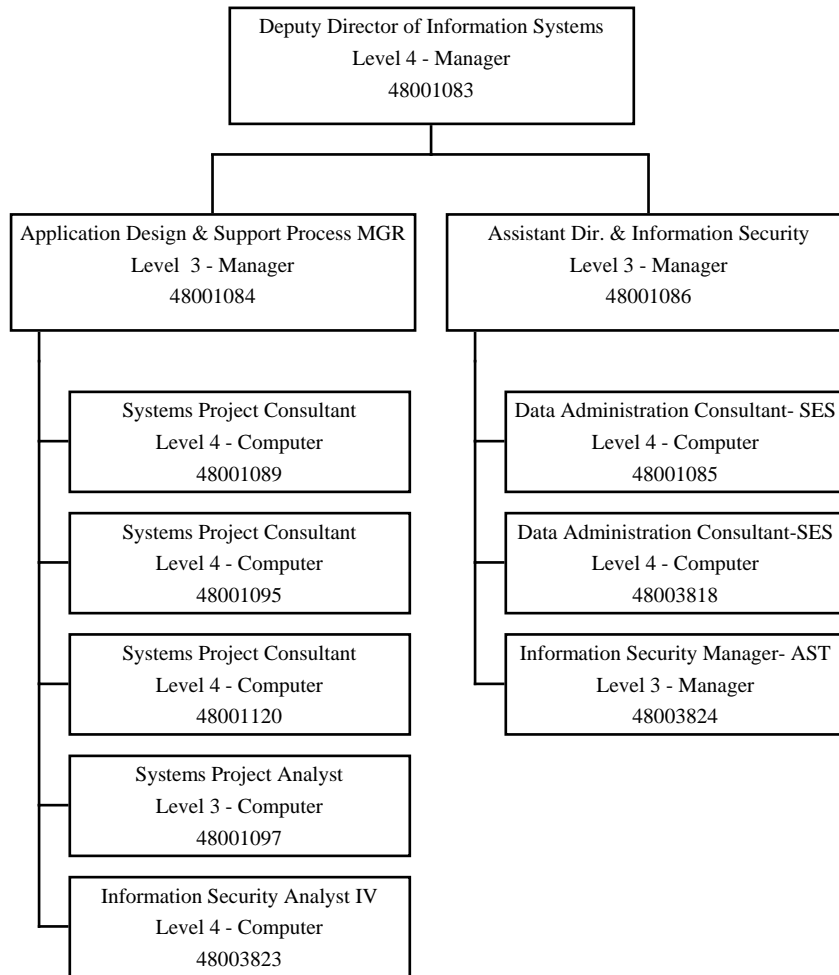 Deputy Director of Information Systems
Level 4 - Manager
48001083
Application Design & Support Process MGR
Level 3 - Manager
48001084
Assistant Dir. & Information Security
Level 3 - Manager
48001086
Systems Project Consultant
Level 4 - Computer
48001089
Systems Project Consultant
Level 4 - Computer
48001095
Systems Project Consultant
Level 4 - Computer
48001120
Systems Project Analyst
Level 3 - Computer
48001097
Information Security Analyst IV
Level 4 - Computer
48003823
Data Administration Consultant- SES
Level 4 - Computer
48001085
Data Administration Consultant-SES
Level 4 - Computer
48003818
Information Security Manager- AST
Level 3 - Manager
48003824